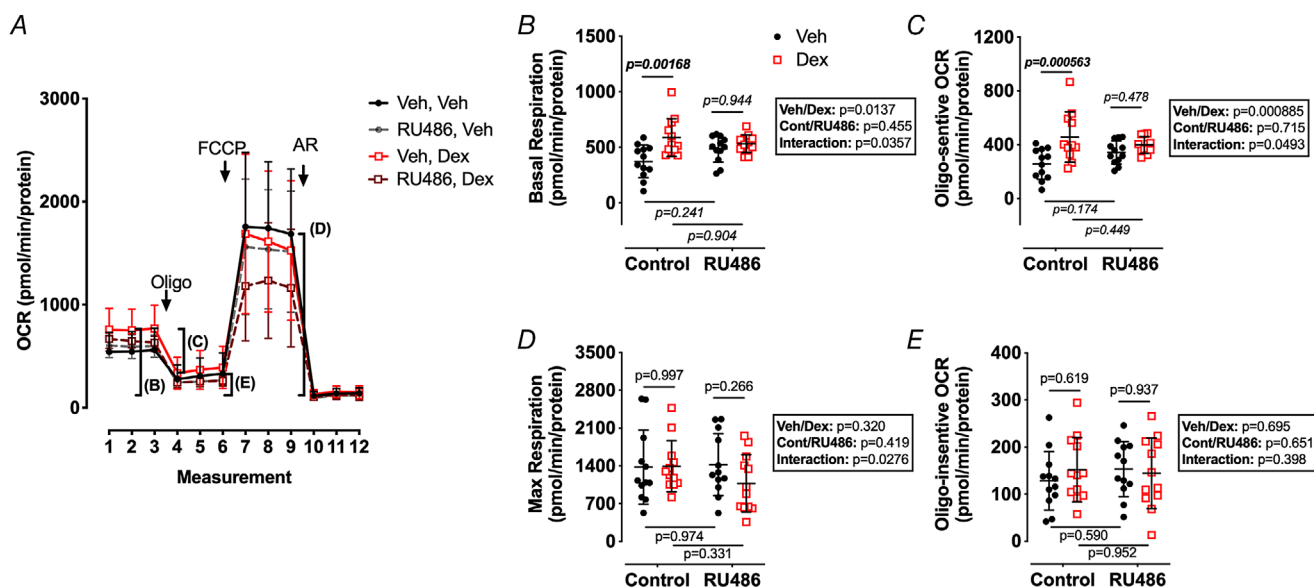 A
OCR (pmol/min/protein)
3000
2000
1000
0
FCCP
AR
Oligo
(B)
(C)
(D)
(E)
1 2 3 4 5 6 7 8 9 10 11 12
Measurement
Veh, Veh
RU486, Veh
Veh, Dex
RU486, Dex
B
Basal Respiration
(pmol/min/protein)
1500
1000
500
0
Veh
Dex
p=0.00168
p=0.944
p=0.241
p=0.904
Control RU486
Veh/Dex: p=0.0137
Cont/RU486: p=0.455
Interaction: p=0.0357
C
Oligo-sentive OCR
(pmol/min/protein)
1200
800
400
0
p=0.000563
p=0.478
p=0.174
p=0.449
Control RU486
Veh/Dex: p=0.000885
Cont/RU486: p=0.715
Interaction: p=0.0493
D
Max Respiration
(pmol/min/protein)
3500
2800
2100
1400
700
0
p=0.997
p=0.266
p=0.974
p=0.331
Control RU486
Veh/Dex: p=0.320
Cont/RU486: p=0.419
Interaction: p=0.0276
E
Oligo-insentive OCR
(pmol/min/protein)
400
300
200
100
0
p=0.619
p=0.937
p=0.590
p=0.952
Control RU486
Veh/Dex: p=0.695
Cont/RU486: p=0.651
Interaction: p=0.398